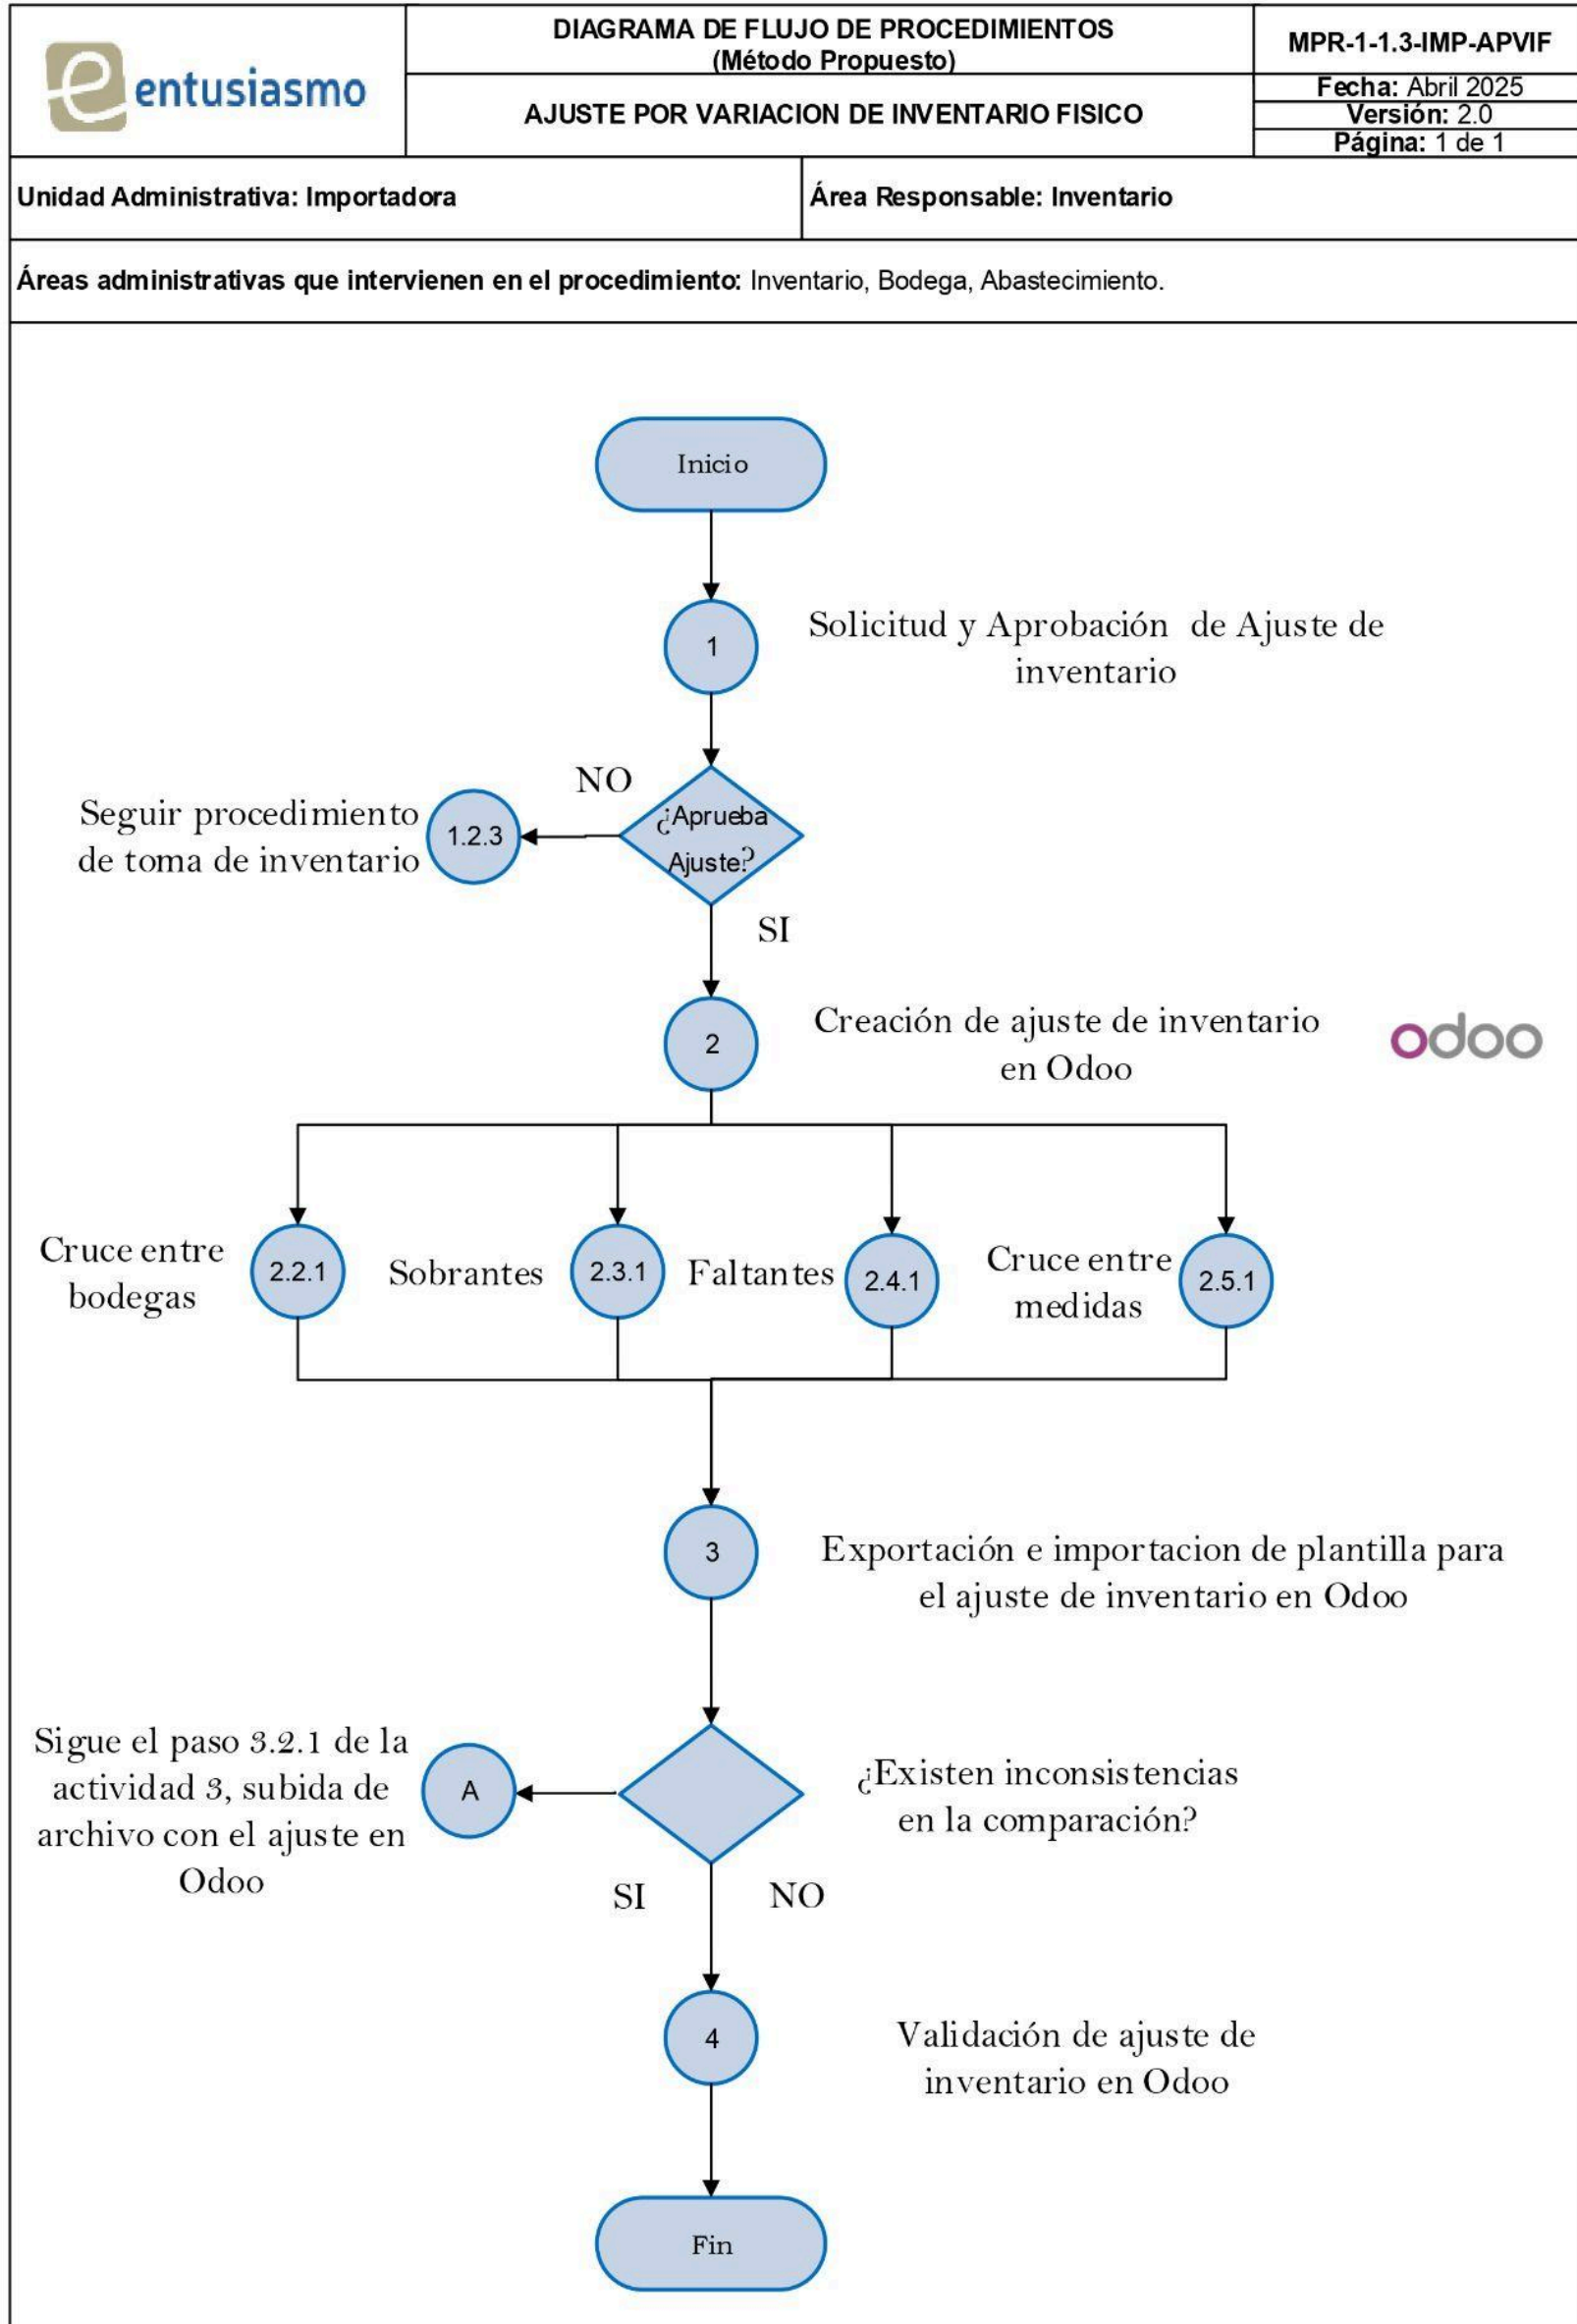 entusiasmo
DIAGRAMA DE FLUJO DE PROCEDIMIENTOS
(Método Propuesto)
AJUSTE POR VARIACION DE INVENTARIO FISICO
MPR-1-1.3-IMP-APVIF
Fecha: Abril 2025
Versión: 2.0
Página: 1 de 1
Unidad Administrativa: Importadora
Área Responsable: Inventario
Áreas administrativas que intervienen en el procedimiento: Inventario, Bodega, Abastecimiento.
Inicio
1
Solicitud y Aprobación de Ajuste de
inventario
¿Aprueba
Ajuste?
NO
1.2.3
Seguir procedimiento
de toma de inventario
SI
2
Creación de ajuste de inventario
en Odoo
odoo
Cruce entre
bodegas
2.2.1
Sobrantes
2.3.1
Faltantes
2.4.1
Cruce entre
medidas
2.5.1
3
Exportación e importacion de plantilla para
el ajuste de inventario en Odoo
Sigue el paso 3.2.1 de la
actividad 3, subida de
archivo con el ajuste en
Odoo
A
¿Existen inconsistencias
en la comparación?
SI
NO
4
Validación de ajuste de
inventario en Odoo
Fin